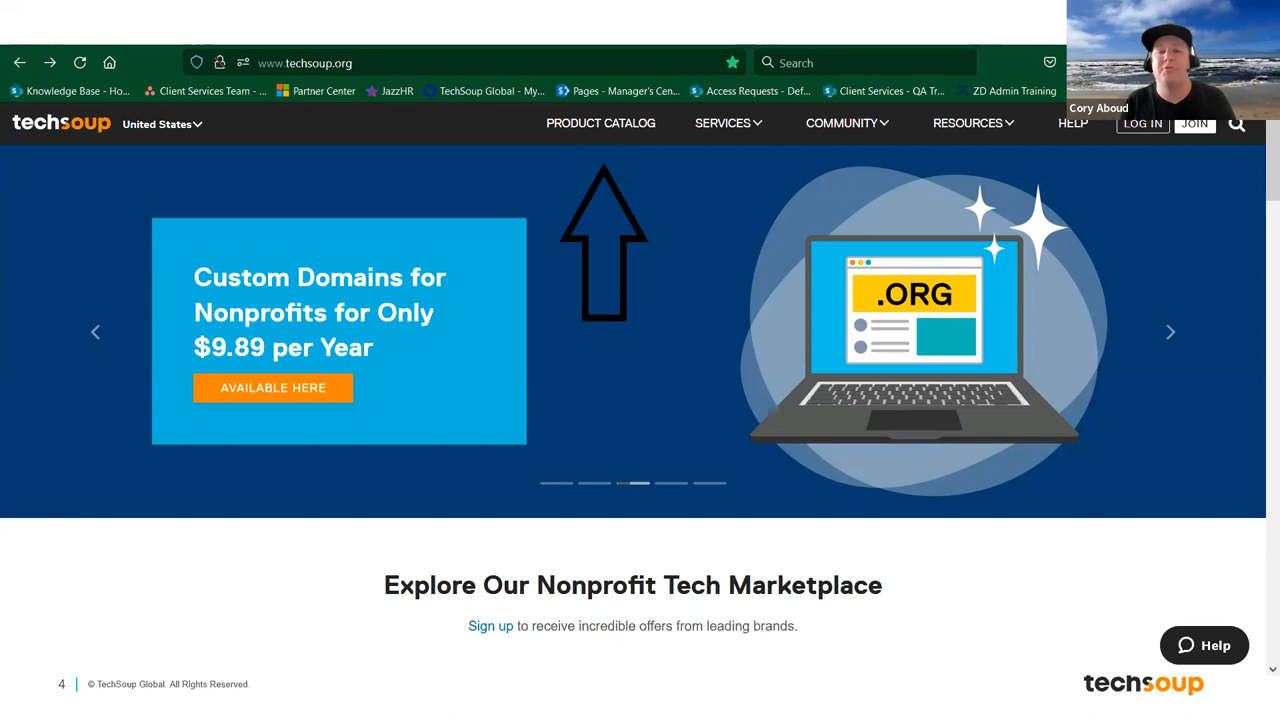 www.techsoup.org
Search
Knowledge Base - Ho...
Client Services Team - ...
Partner Center
JazzHR
TechSoup Global - My...
Pages - Manager's Cen...
Access Requests - Def...
Client Services - QA Tr...
ZD Admin Training
Cory Aboud
techsoup
United States
PRODUCT CATALOG
SERVICES
COMMUNITY
RESOURCES
HELP
LOG IN
JOIN
Custom Domains for
Nonprofits for Only
$9.89 per Year
AVAILABLE HERE
.ORG
Explore Our Nonprofit Tech Marketplace
Sign up to receive incredible offers from leading brands.
Help
4
© TechSoup Global. All Rights Reserved.
techsoup